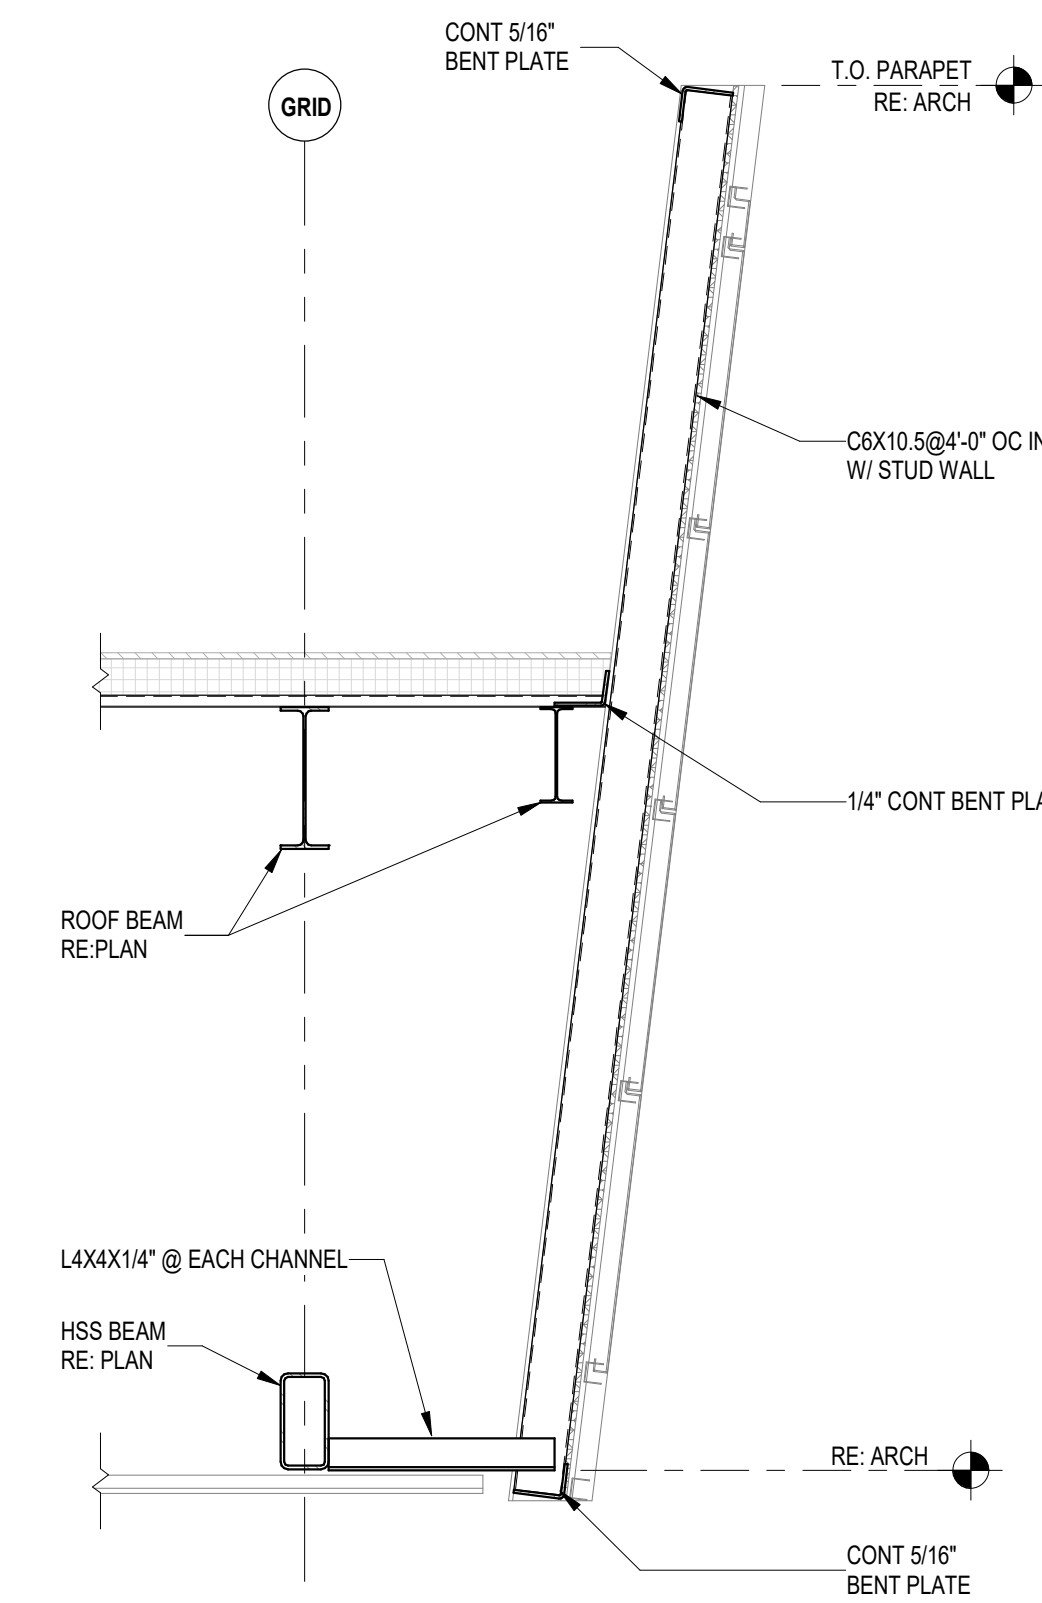 CONT 5/16"
BENT PLATE
GRID
T.O. PARAPET
RE: ARCH
C6X10.5@4'-0" OC
W/ STUD WALL
1/4" CONT BENT
ROOF BEAM
RE:PLAN
L4X4X1/4" @ EACH CHANNEL
HSS BEAM
RE: PLAN
RE: ARCH
CONT 5/16"
BENT PLATE